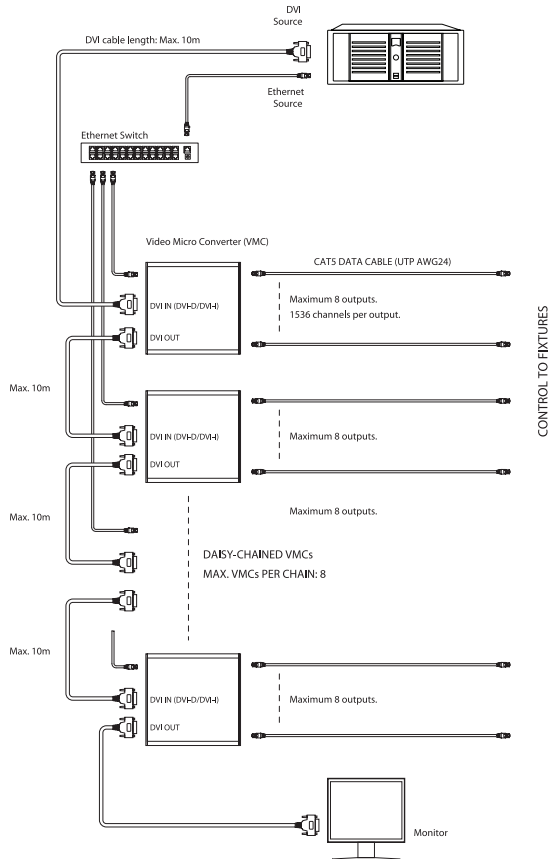 DVI
Source
DVI cable length: Max. 10m
Ethernet
Source
Ethernet Switch
Video Micro Converter (VMC)
CAT5 DATA CABLE (UTP AWG24)
DVI IN (DVI-D/DVI-I)
Maximum 8 outputs.
1536 channels per output.
DVI OUT
CONTROL TO FIXTURES
Max. 10m
DVI IN (DVI-D/DVI-I)
Maximum 8 outputs.
DVI OUT
Max. 10m
Maximum 8 outputs.
DAISY-CHAINED VMCs
MAX. VMCs PER CHAIN: 8
Max. 10m
DVI IN (DVI-D/DVI-I)
Maximum 8 outputs.
DVI OUT
Monitor